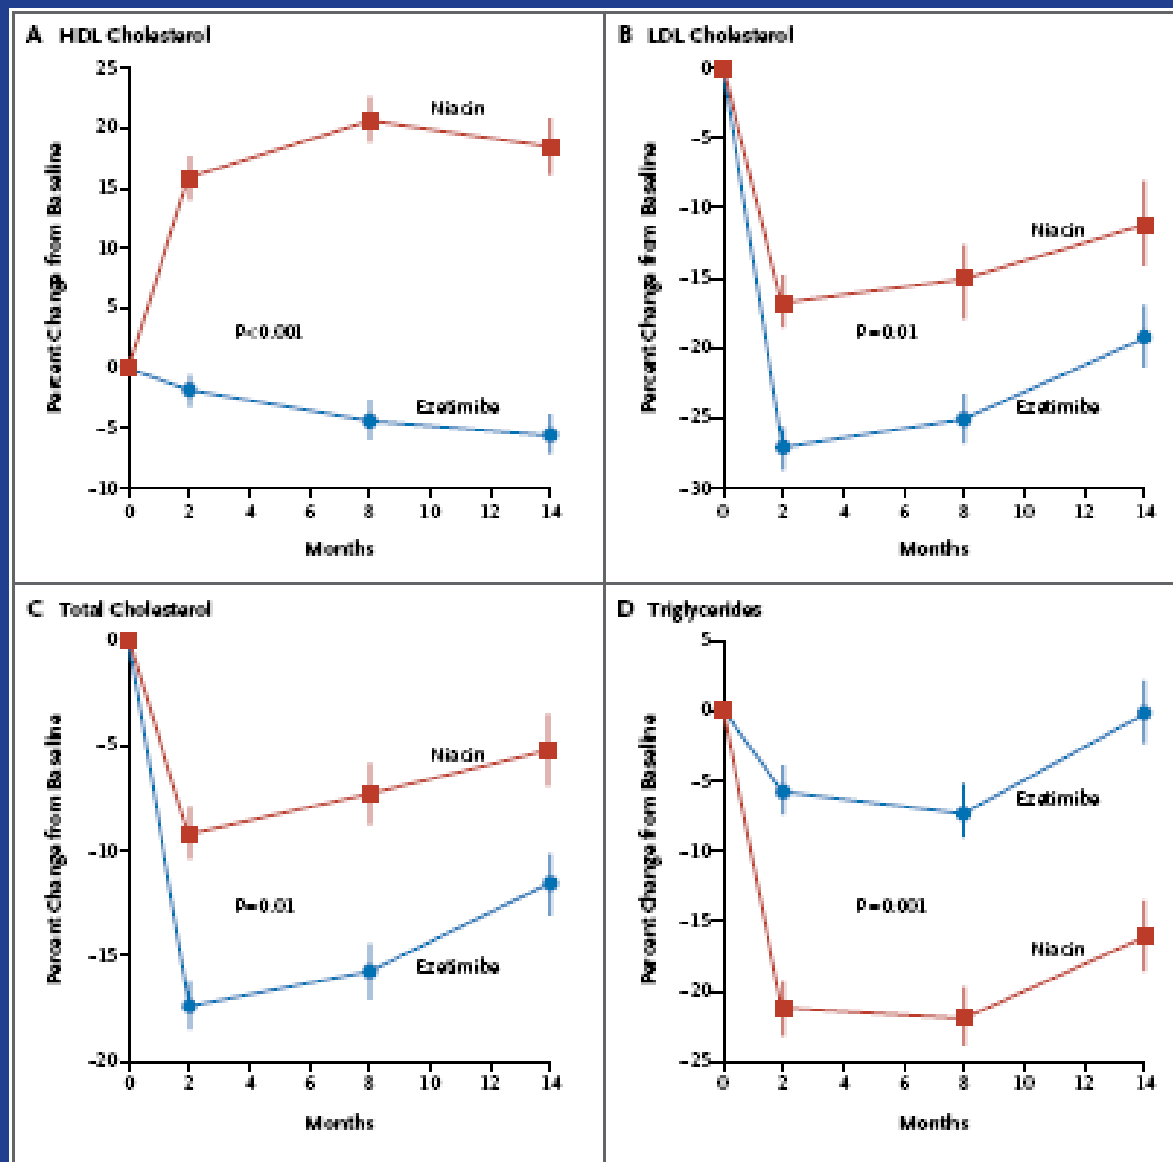 A HDL Cholesterol
25
20
15
10
5
0
−5
−10
Percent Change from Baseline
Niacin
P<0.001
Ezetimibe
0 2 4 6 8 10 12 14
Months
B LDL Cholesterol
0
−5
−10
−15
−20
−25
−30
Percent Change from Baseline
Niacin
P=0.01
Ezetimibe
0 2 4 6 8 10 12 14
Months
C Total Cholesterol
0
−5
−10
−15
−20
Percent Change from Baseline
Niacin
P=0.01
Ezetimibe
0 2 4 6 8 10 12 14
Months
D Triglycerides
5
0
−5
−10
−15
−20
−25
Percent Change from Baseline
Ezetimibe
P=0.001
Niacin
0 2 4 6 8 10 12 14
Months